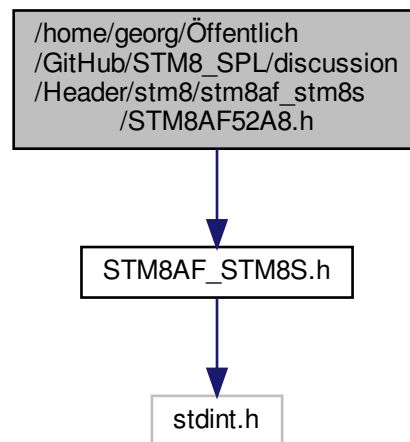 /home/georg/Öffentlich
/GitHub/STM8_SPL/discussion
/Header/stm8/stm8af_stm8s
/STM8AF52A8.h
STM8AF_STM8S.h
stdint.h